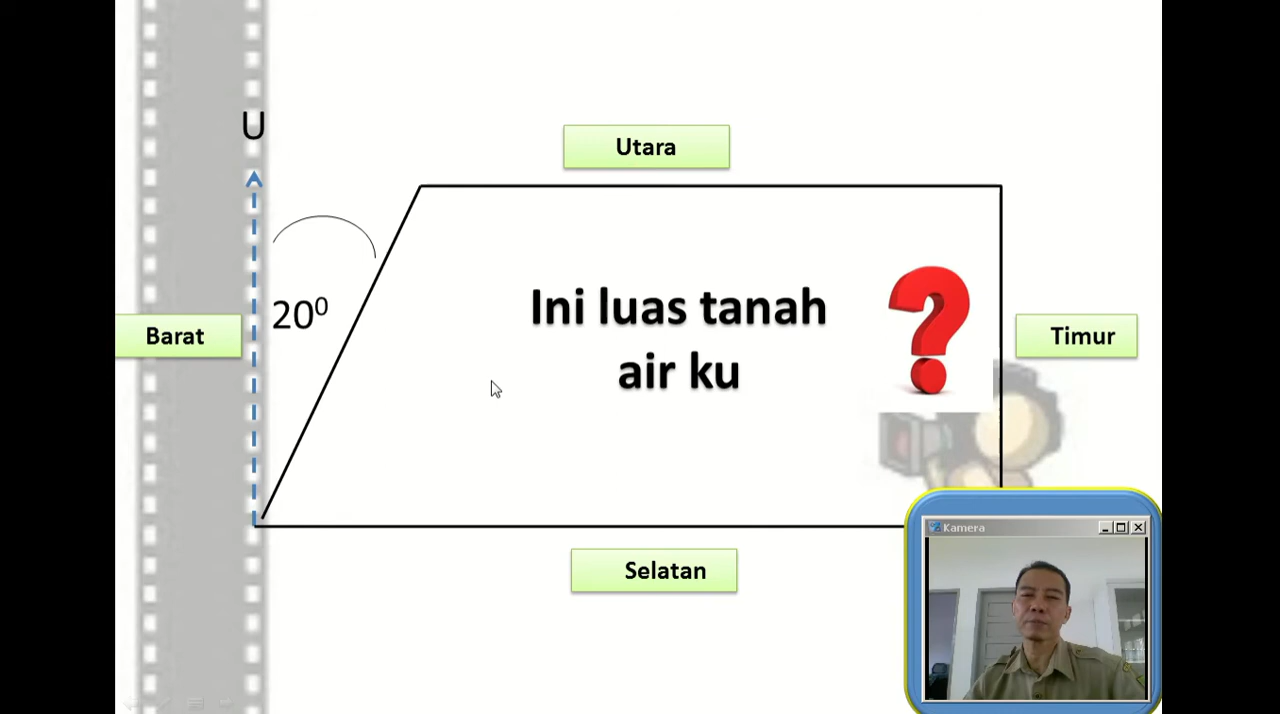 U
Utara
20⁰
Ini luas tanah
air ku
Barat
Timur
Selatan
Kamera